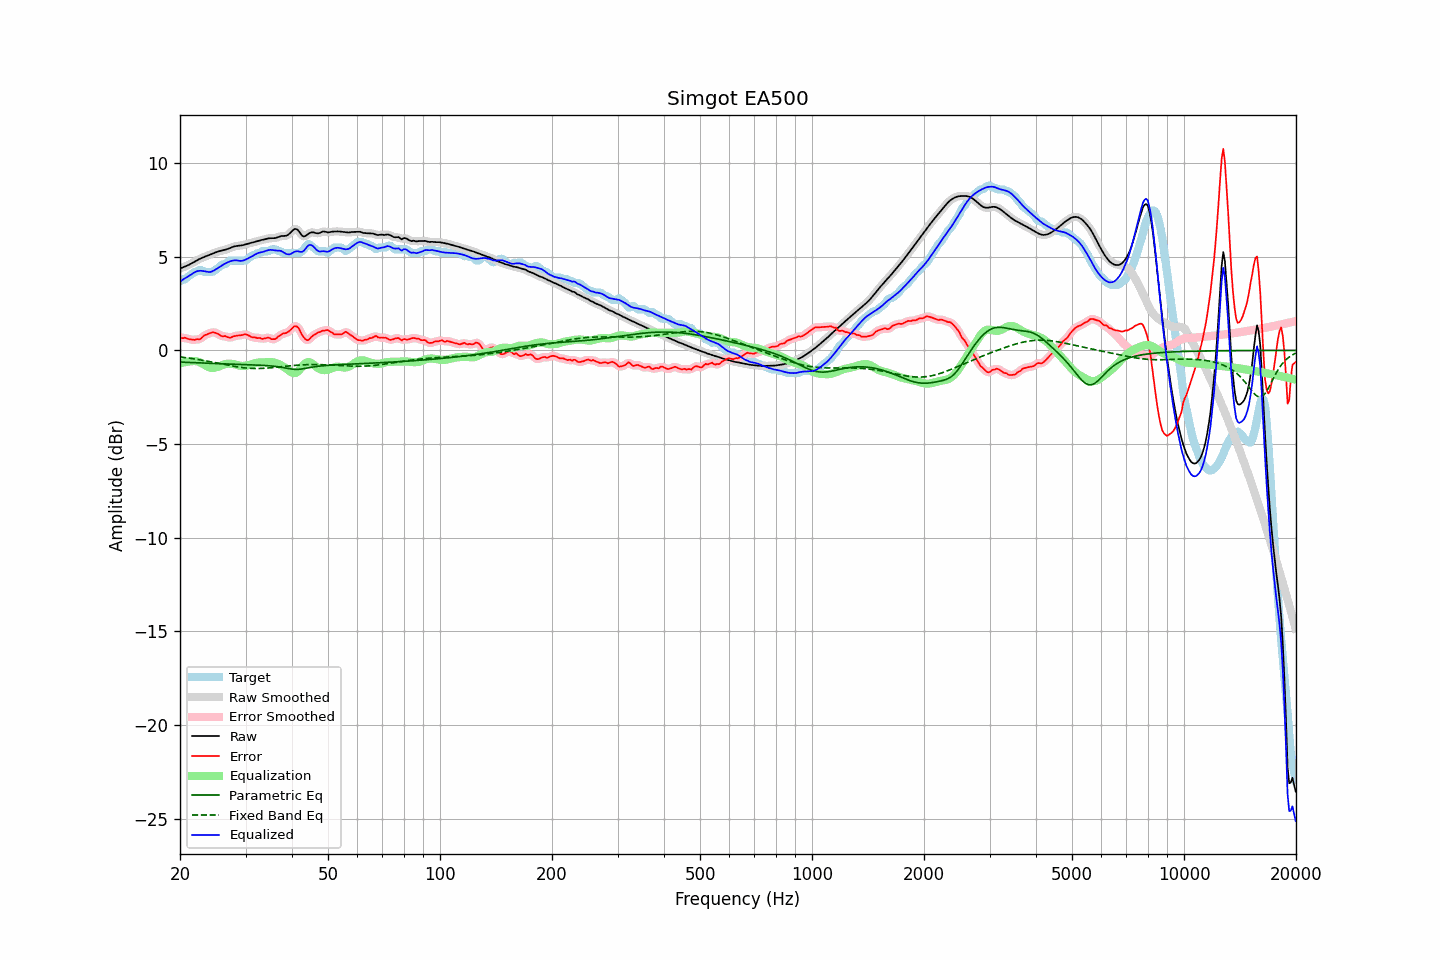 Simgot EA500
10
5
0
−5
−10
−15
−20
−25
Amplitude (dBr)
Target
Raw Smoothed
Error Smoothed
Raw
Error
Equalization
Parametric Eq
Fixed Band Eq
Equalized
20 50 100 200 500 1000 2000 5000 10000 20000
Frequency (Hz)